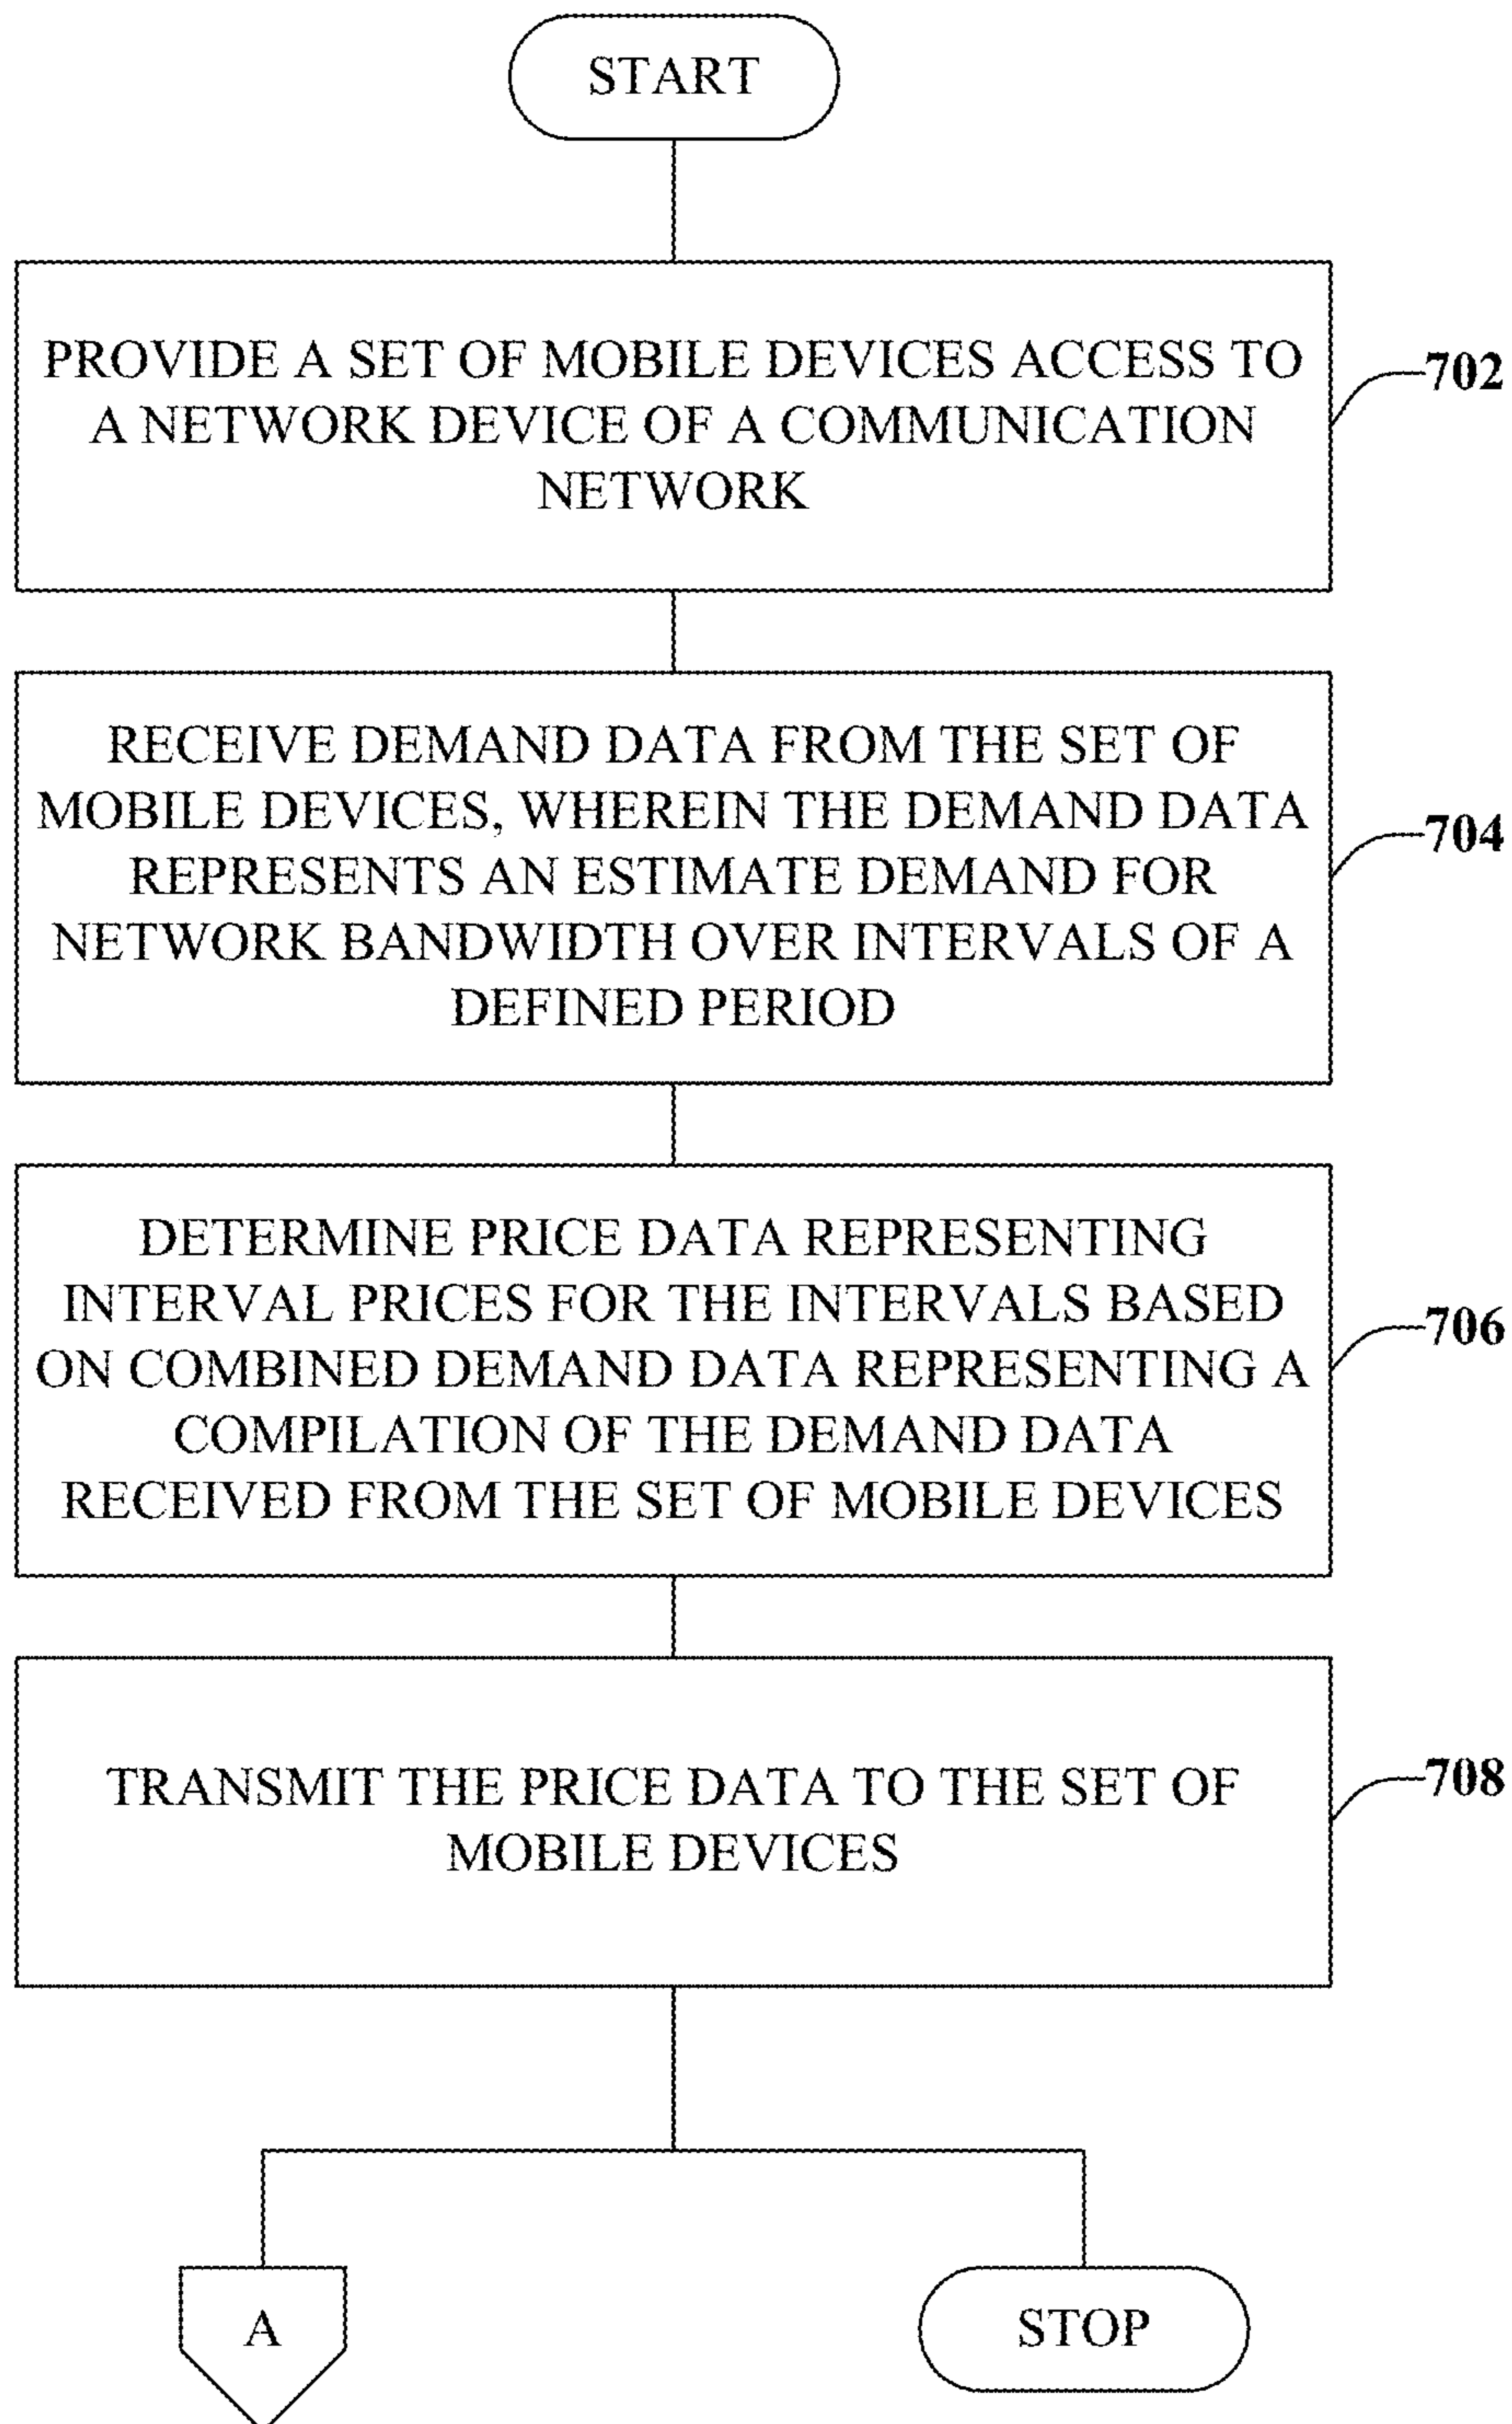 START
PROVIDE A SET OF MOBILE DEVICES ACCESS TO
A NETWORK DEVICE OF A COMMUNICATION
NETWORK
702
RECEIVE DEMAND DATA FROM THE SET OF
MOBILE DEVICES, WHEREIN THE DEMAND DATA
REPRESENTS AN ESTIMATE DEMAND FOR
NETWORK BANDWIDTH OVER INTERVALS OF A
DEFINED PERIOD
704
DETERMINE PRICE DATA REPRESENTING
INTERVAL PRICES FOR THE INTERVALS BASED
ON COMBINED DEMAND DATA REPRESENTING A
COMPILATION OF THE DEMAND DATA
RECEIVED FROM THE SET OF MOBILE DEVICES
706
TRANSMIT THE PRICE DATA TO THE SET OF
MOBILE DEVICES
708
A
STOP